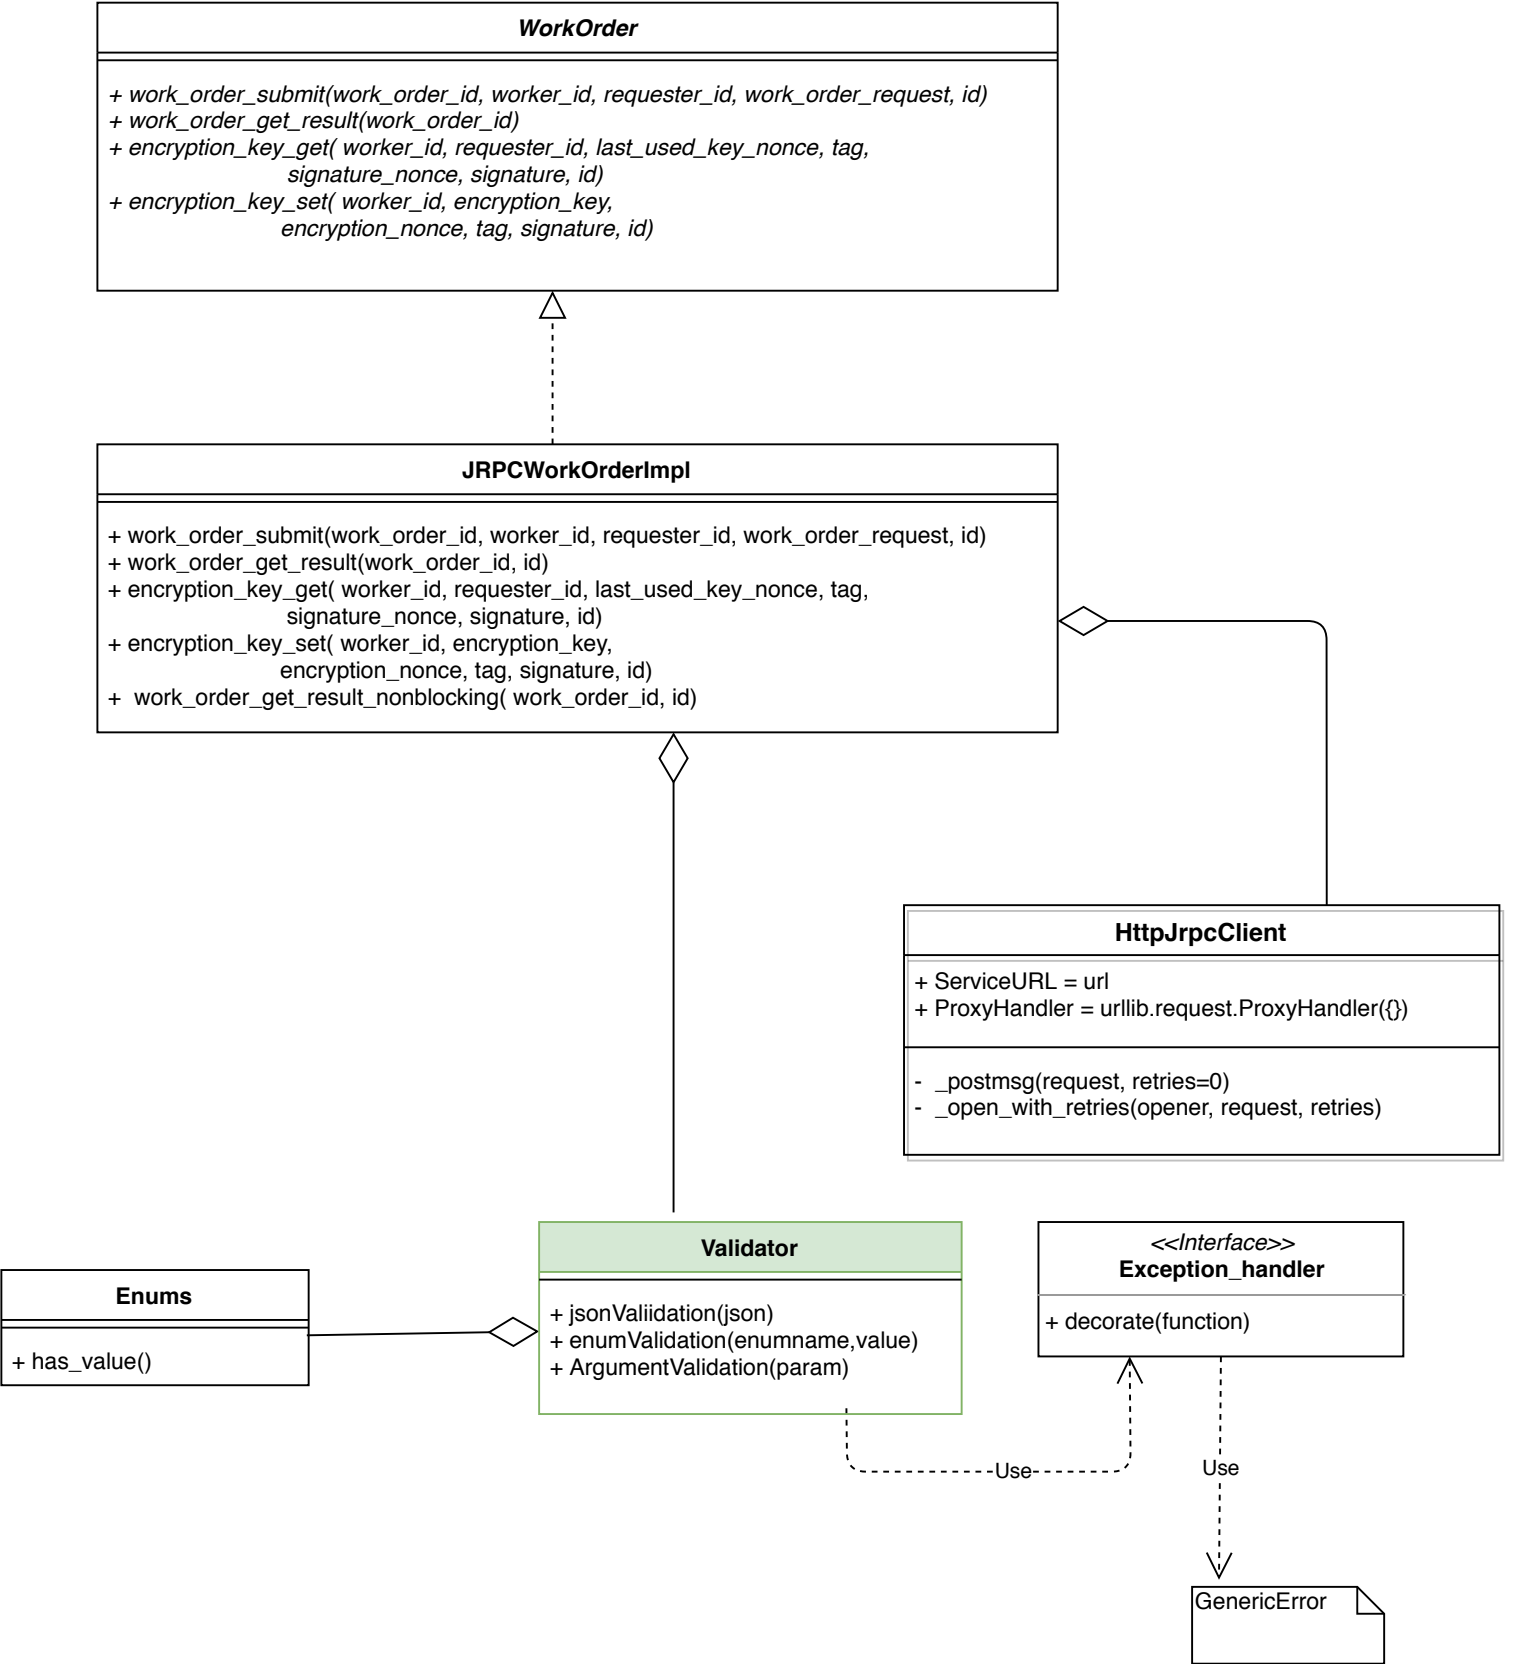 WorkOrder
+ work_order_submit(work_order_id, worker_id, requester_id, work_order_request, id)
+ work_order_get_result(work_order_id)
+ encryption_key_get( worker_id, requester_id, last_used_key_nonce, tag,
signature_nonce, signature, id)
+ encryption_key_set( worker_id, encryption_key,
encryption_nonce, tag, signature, id)
JRPCWorkOrderImpl
+ work_order_submit(work_order_id, worker_id, requester_id, work_order_request, id)
+ work_order_get_result(work_order_id, id)
+ encryption_key_get( worker_id, requester_id, last_used_key_nonce, tag,
signature_nonce, signature, id)
+ encryption_key_set( worker_id, encryption_key,
encryption_nonce, tag, signature, id)
+ work_order_get_result_nonblocking( work_order_id, id)
HttpJrpcClient
+ ServiceURL = url
+ ProxyHandler = urllib.request.ProxyHandler({})
- _postmsg(request, retries=0)
- _open_with_retries(opener, request, retries)
Enums
+ has_value()
Validator
+ jsonValiidation(json)
+ enumValidation(enumname,value)
+ ArgumentValidation(param)
<<Interface>>
Exception_handler
+ decorate(function)
Use
Use
GenericError